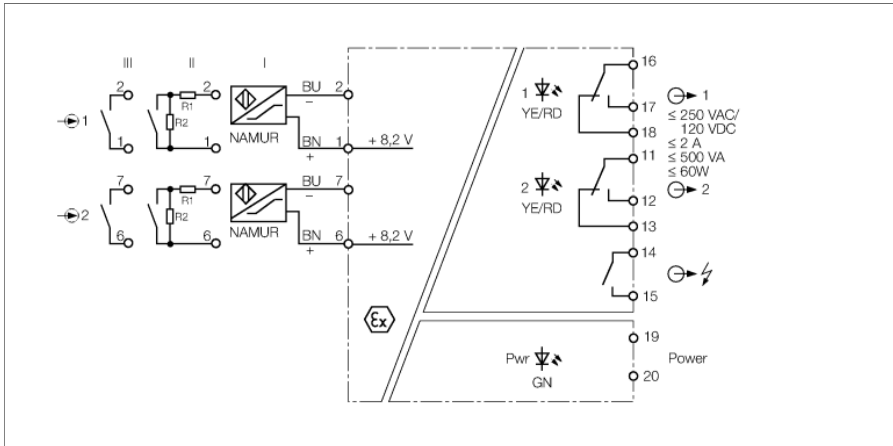 III II I
2 2 BU 2
−
R1
R2
1 1 BN 1 + 8,2 V
NAMUR
+
1
7 7 BU 7
−
R1
R2
6 6 BN 6 + 8,2 V
NAMUR
+
2
Ex
1
YE/RD
16
17
18
1
≤ 250 VAC/
120 VDC
≤ 2 A
≤ 500 VA
≤ 60W
2
2
YE/RD
11
12
13
14
15
Pwr
GN
19
20
Power